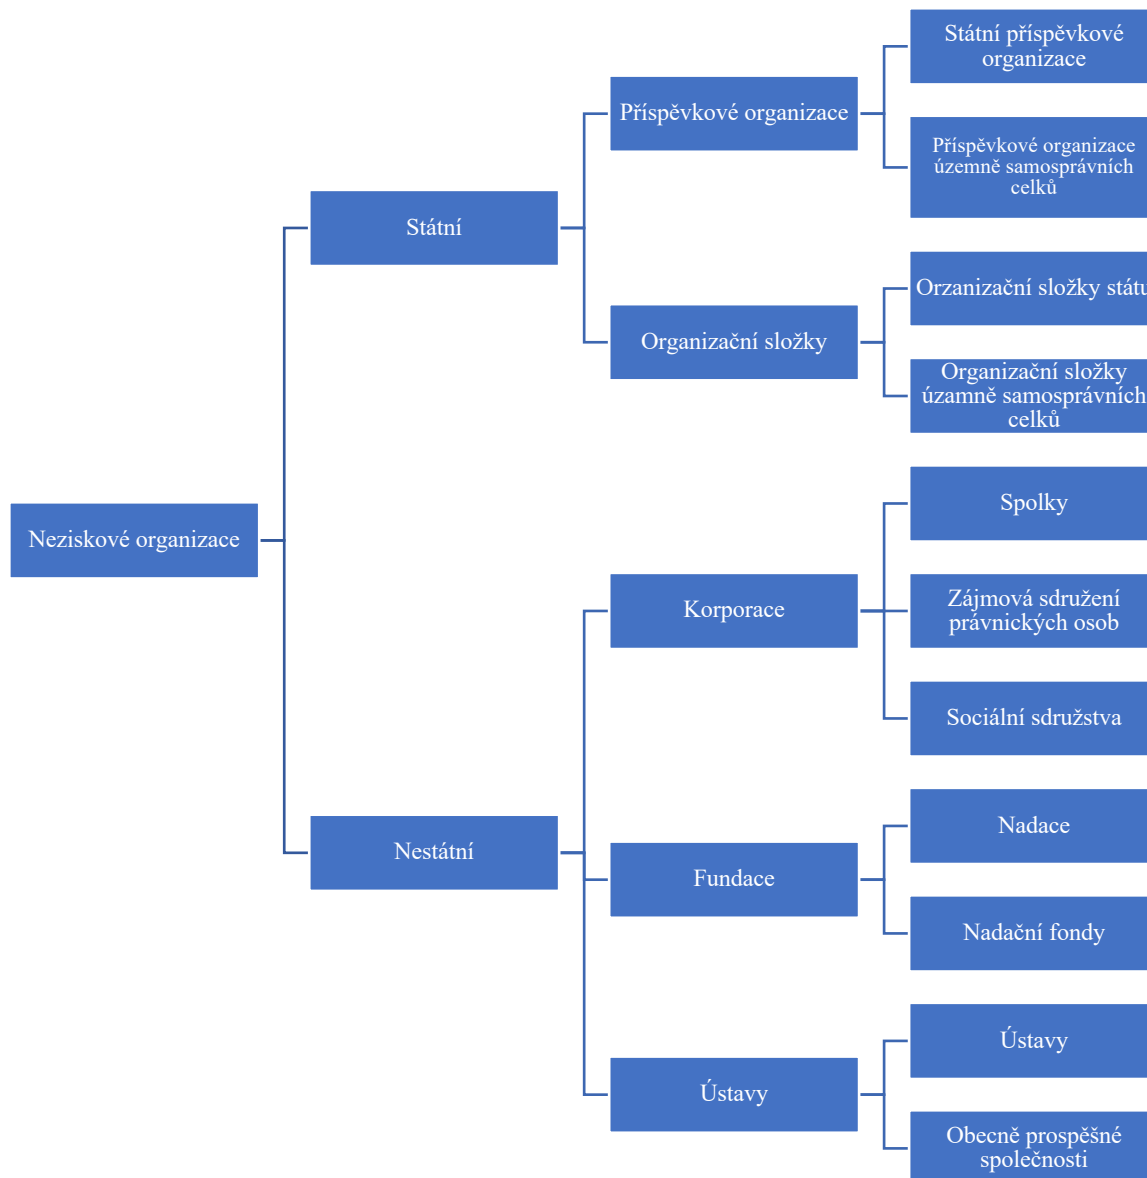 Neziskové organizace
Státní
Příspěvkové organizace
Státní příspěvkové
organizace
Příspěvkové organizace
územně samosprávních
celků
Organizační složky
Orzanizační složky státu
Organizační složky
úzamně samosprávních
celků
Nestátní
Korporace
Spolky
Zájmová sdružení
právnických osob
Sociální sdružstva
Fundace
Nadace
Nadační fondy
Ústavy
Ústavy
Obecně prospěšné
společnosti